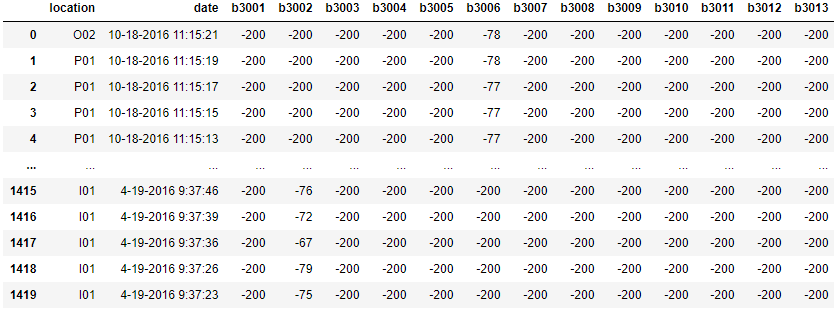 location date b3001 b3002 b3003 b3004 b3005 b3006 b3007 b3008 b3009 b3010 b3011 b3012 b3013
0 O02 10-18-2016 11:15:21 -200 -200 -200 -200 -200 -78 -200 -200 -200 -200 -200 -200 -200
1 P01 10-18-2016 11:15:19 -200 -200 -200 -200 -200 -78 -200 -200 -200 -200 -200 -200 -200
2 P01 10-18-2016 11:15:17 -200 -200 -200 -200 -200 -77 -200 -200 -200 -200 -200 -200 -200
3 P01 10-18-2016 11:15:15 -200 -200 -200 -200 -200 -77 -200 -200 -200 -200 -200 -200 -200
4 P01 10-18-2016 11:15:13 -200 -200 -200 -200 -200 -77 -200 -200 -200 -200 -200 -200 -200
... ... ... ... ... ... ... ... ... ... ... ... ... ... ... ...
1415 I01 4-19-2016 9:37:46 -200 -76 -200 -200 -200 -200 -200 -200 -200 -200 -200 -200 -200
1416 I01 4-19-2016 9:37:39 -200 -72 -200 -200 -200 -200 -200 -200 -200 -200 -200 -200 -200
1417 I01 4-19-2016 9:37:36 -200 -67 -200 -200 -200 -200 -200 -200 -200 -200 -200 -200 -200
1418 I01 4-19-2016 9:37:26 -200 -79 -200 -200 -200 -200 -200 -200 -200 -200 -200 -200 -200
1419 I01 4-19-2016 9:37:23 -200 -75 -200 -200 -200 -200 -200 -200 -200 -200 -200 -200 -200